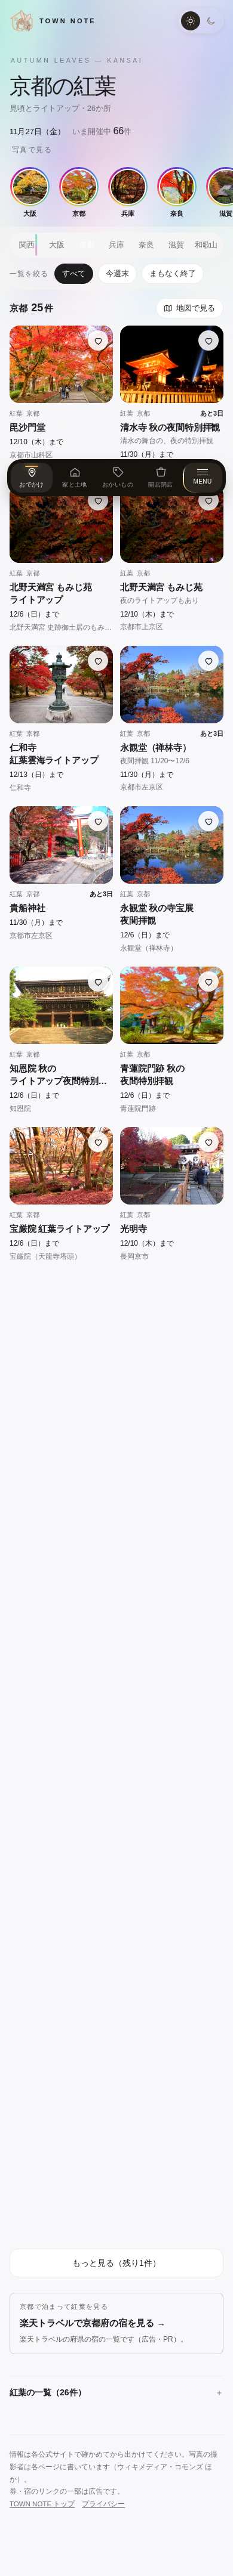 TOWN NOTE
AUTUMN LEAVES — KANSAI
京都の紅葉
見頃とライトアップ・26か所
11月27日（金） いま開催中 66件
写真で見る
大阪 京都 兵庫 奈良 滋賀
関西 大阪 兵庫 奈良 滋賀 和歌山
一覧を絞る すべて 今週末 まもなく終了
京都 25件 地図で見る
紅葉 京都
毘沙門堂
12/10（木）まで
京都市山科区
紅葉 京都 あと3日
清水寺 秋の夜間特別拝観
清水の舞台の、夜の特別拝観
11/30（月）まで
おでかけ 家と土地 おかいもの 開店閉店 MENU
紅葉 京都
北野天満宮 もみじ苑
ライトアップ
12/6（日）まで
北野天満宮 史跡御土居のもみ…
紅葉 京都
北野天満宮 もみじ苑
夜のライトアップもあり
12/10（木）まで
京都市上京区
紅葉 京都
仁和寺
紅葉雲海ライトアップ
12/13（日）まで
仁和寺
紅葉 京都 あと3日
永観堂（禅林寺）
夜間拝観 11/20〜12/6
11/30（月）まで
京都市左京区
紅葉 京都 あと3日
貴船神社
11/30（月）まで
京都市左京区
紅葉 京都
永観堂 秋の寺宝展
夜間拝観
12/6（日）まで
永観堂（禅林寺）
紅葉 京都
知恩院 秋の
ライトアップ夜間特別…
12/6（日）まで
知恩院
紅葉 京都
青蓮院門跡 秋の
夜間特別拝観
12/6（日）まで
青蓮院門跡
紅葉 京都
宝厳院 紅葉ライトアップ
12/6（日）まで
宝厳院（天龍寺塔頭）
紅葉 京都
光明寺
12/10（木）まで
長岡京市
もっと見る（残り1件）
京都で泊まって紅葉を見る
楽天トラベルで京都府の宿を見る →
楽天トラベルの府県の宿の一覧です（広告・PR）。
紅葉の一覧（26件） +
情報は各公式サイトで確かめてから出かけてください。写真の撮
影者は各ページに書いています（ウィキメディア・コモンズ ほ
か）。
券・宿のリンクの一部は広告です。
TOWN NOTE トップ プライバシー